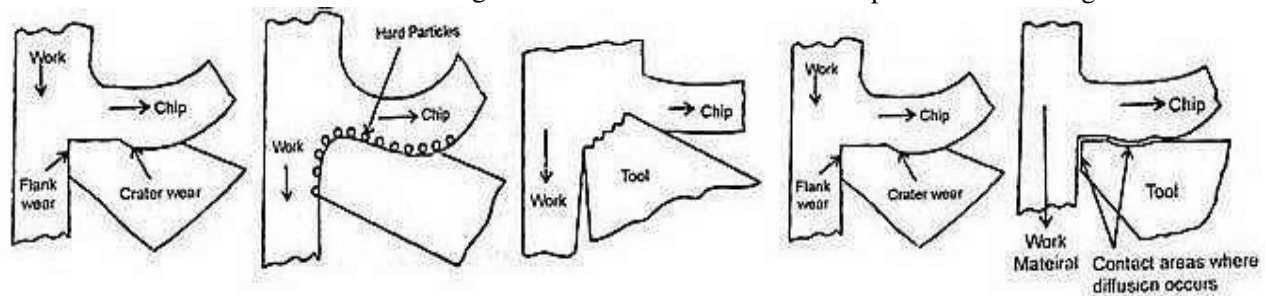 Work
Chip
Flank
wear
Crater wear
Hard Particles
Chip
Work
Chip
Tool
Work
Work
Chip
Flank
wear
Crater wear
Chip
Tool
Work
Mateiral
Contact areas where
diffusion occurs